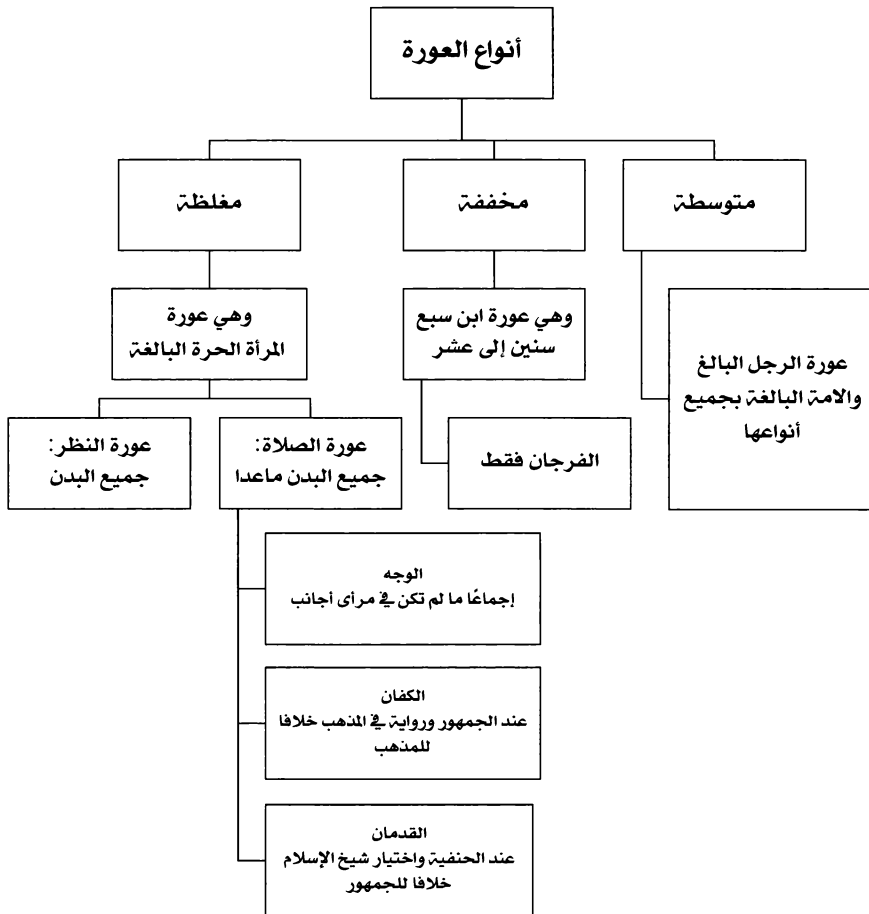 أنواع العورة
متوسطة
مخففة
مغلظة
عورة الرجل البالغ
والامة البالغة بجميع
أنواعها
وهي عورة ابن سبع
سنين إلى عشر
الفرجان فقط
وهي عورة
المرأة الحرة البالغة
عورة الصلاة:
جميع البدن ماعدا
عورة النظر:
جميع البدن
الوجه
إجماعًا ما لم تكن في مرأى أجانب
الكفان
عند الجمهور ورواية في المذهب خلافا
للمذهب
القدمان
عند الحنفية واختيار شيخ الإسلام
خلافا للجمهور